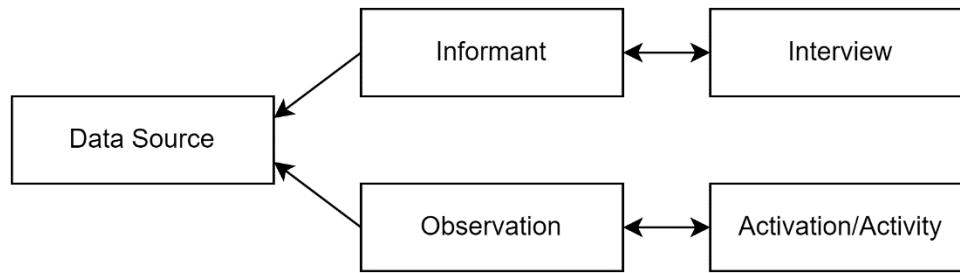 Informant
Interview
Data Source
Observation
Activation/Activity